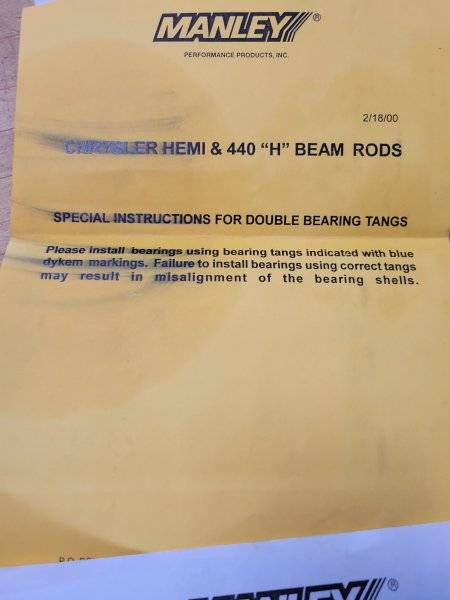 MANLEY®
PERFORMANCE PRODUCTS, INC.
2/18/00
CHRYSLER HEMI & 440 “H” BEAM RODS
SPECIAL INSTRUCTIONS FOR DOUBLE BEARING TANGS
Please install bearings using bearing tangs indicated with blue
dykem markings. Failure to install bearings using correct tangs
may result in misalignment of the bearing shells.
P.O.
MANLEY®